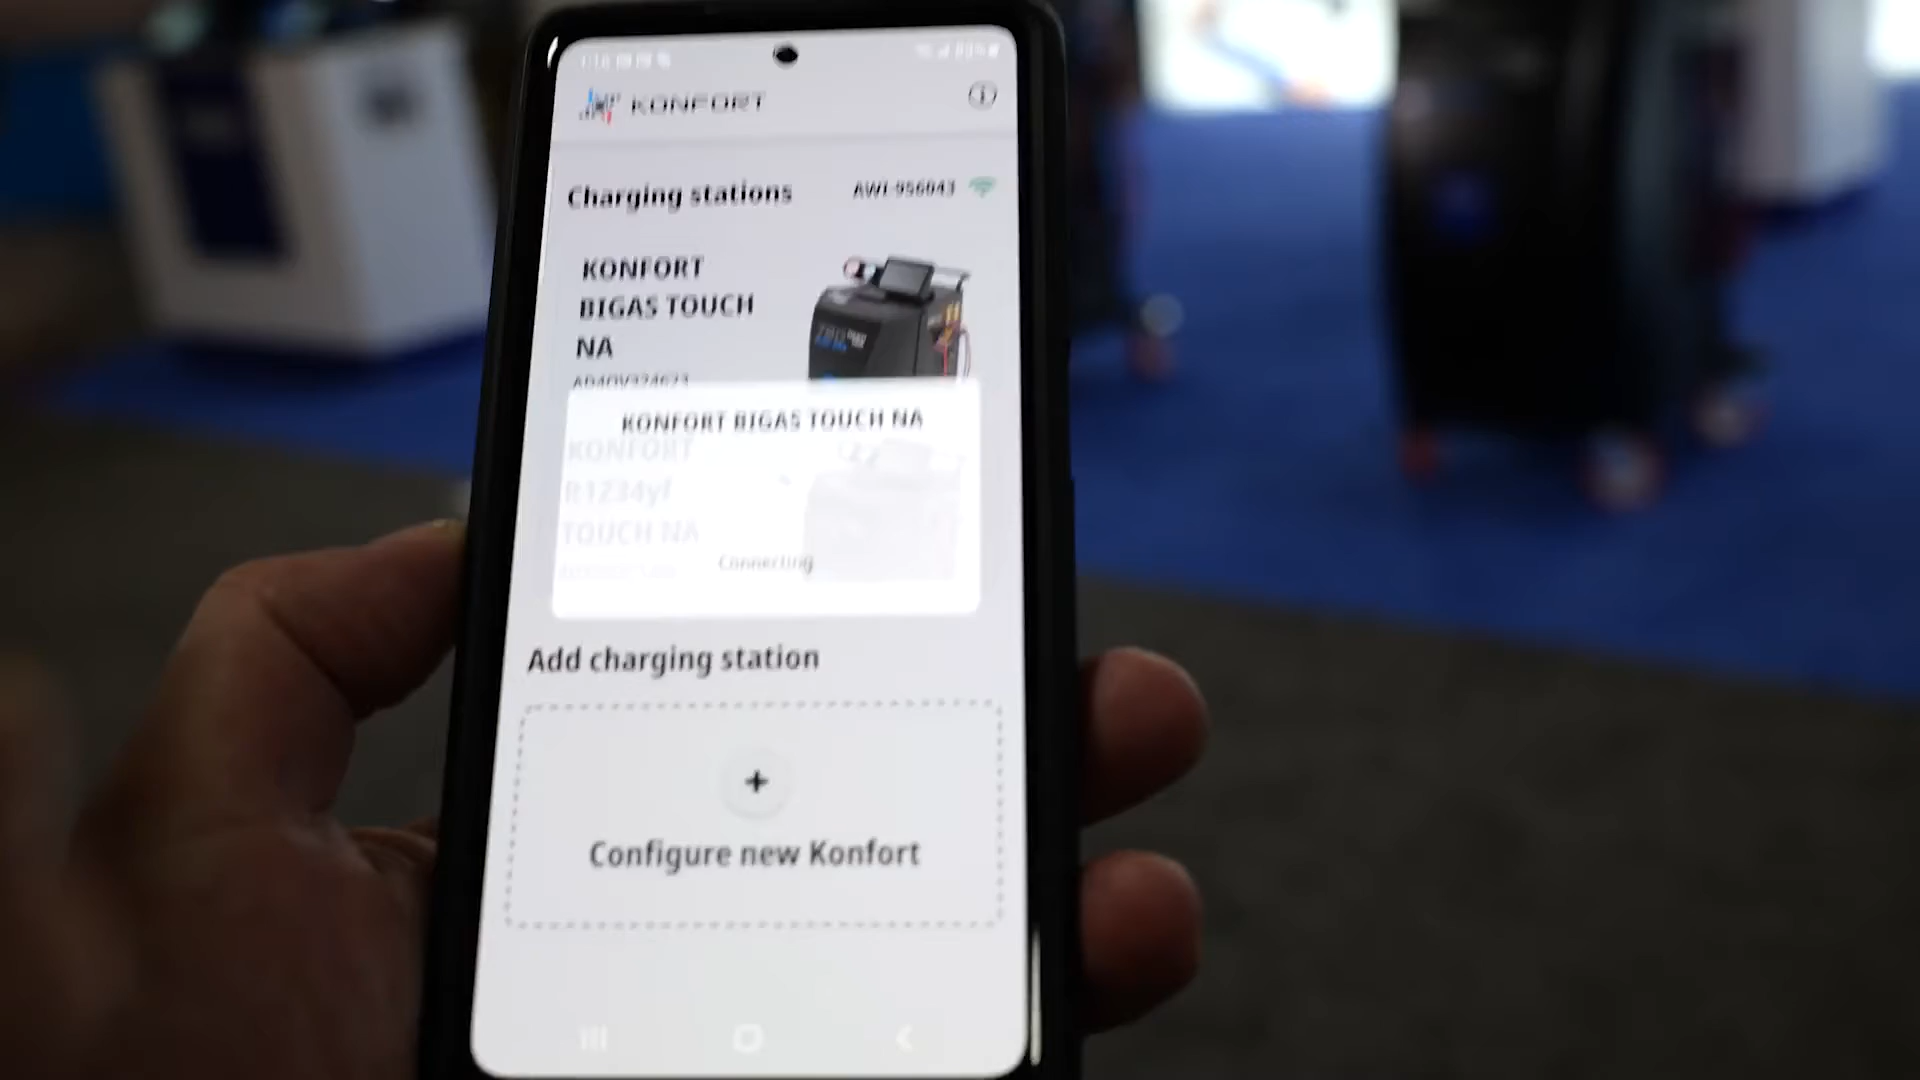 KONFORT
Charging stations
AWI-956043
KONFORT
BIGAS TOUCH
NA
KONFORT BIGAS TOUCH NA
KONFORT
R1234yf
TOUCH NA
Connecting
Add charging station
+
Configure new Konfort